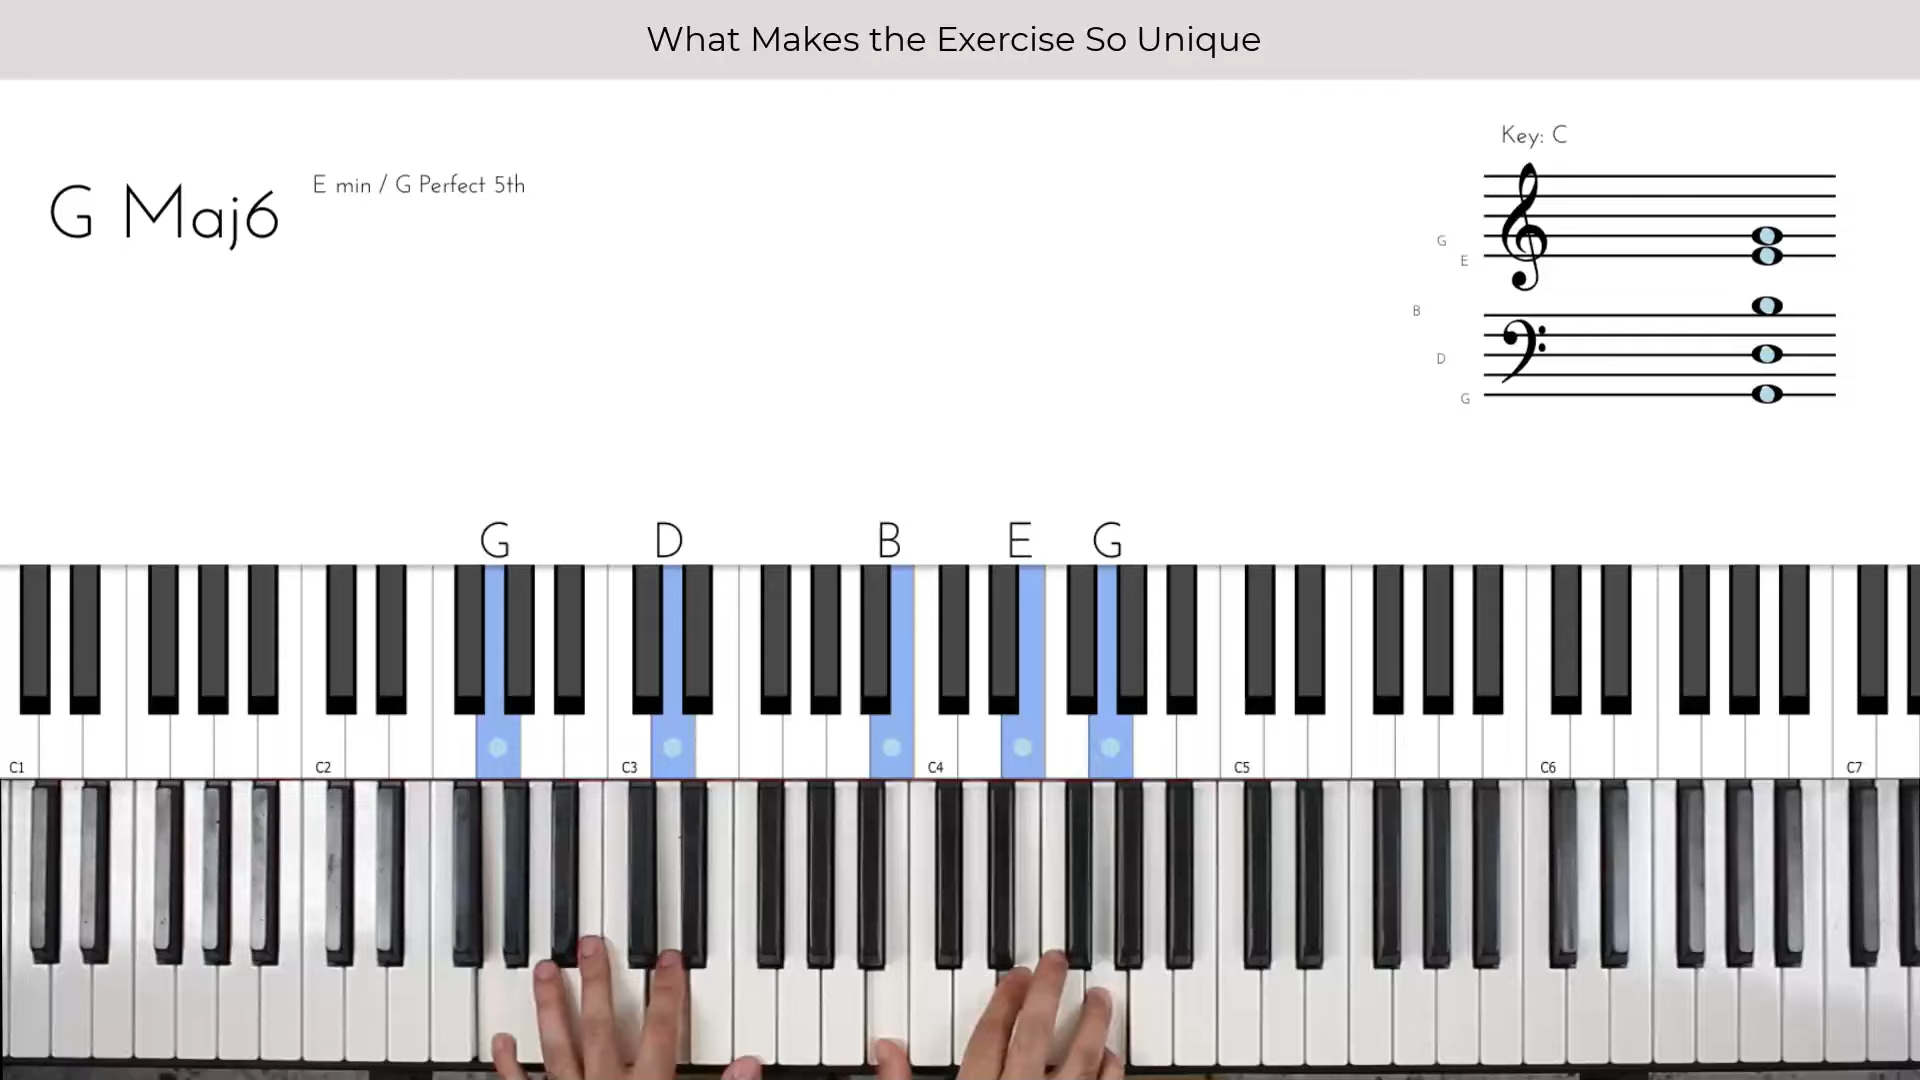 What Makes the Exercise So Unique
Key: C
G Maj6
E min / G Perfect 5th
G
E
B
D
G
G D B E G
C1 C2 C3 C4 C5 C6 C7